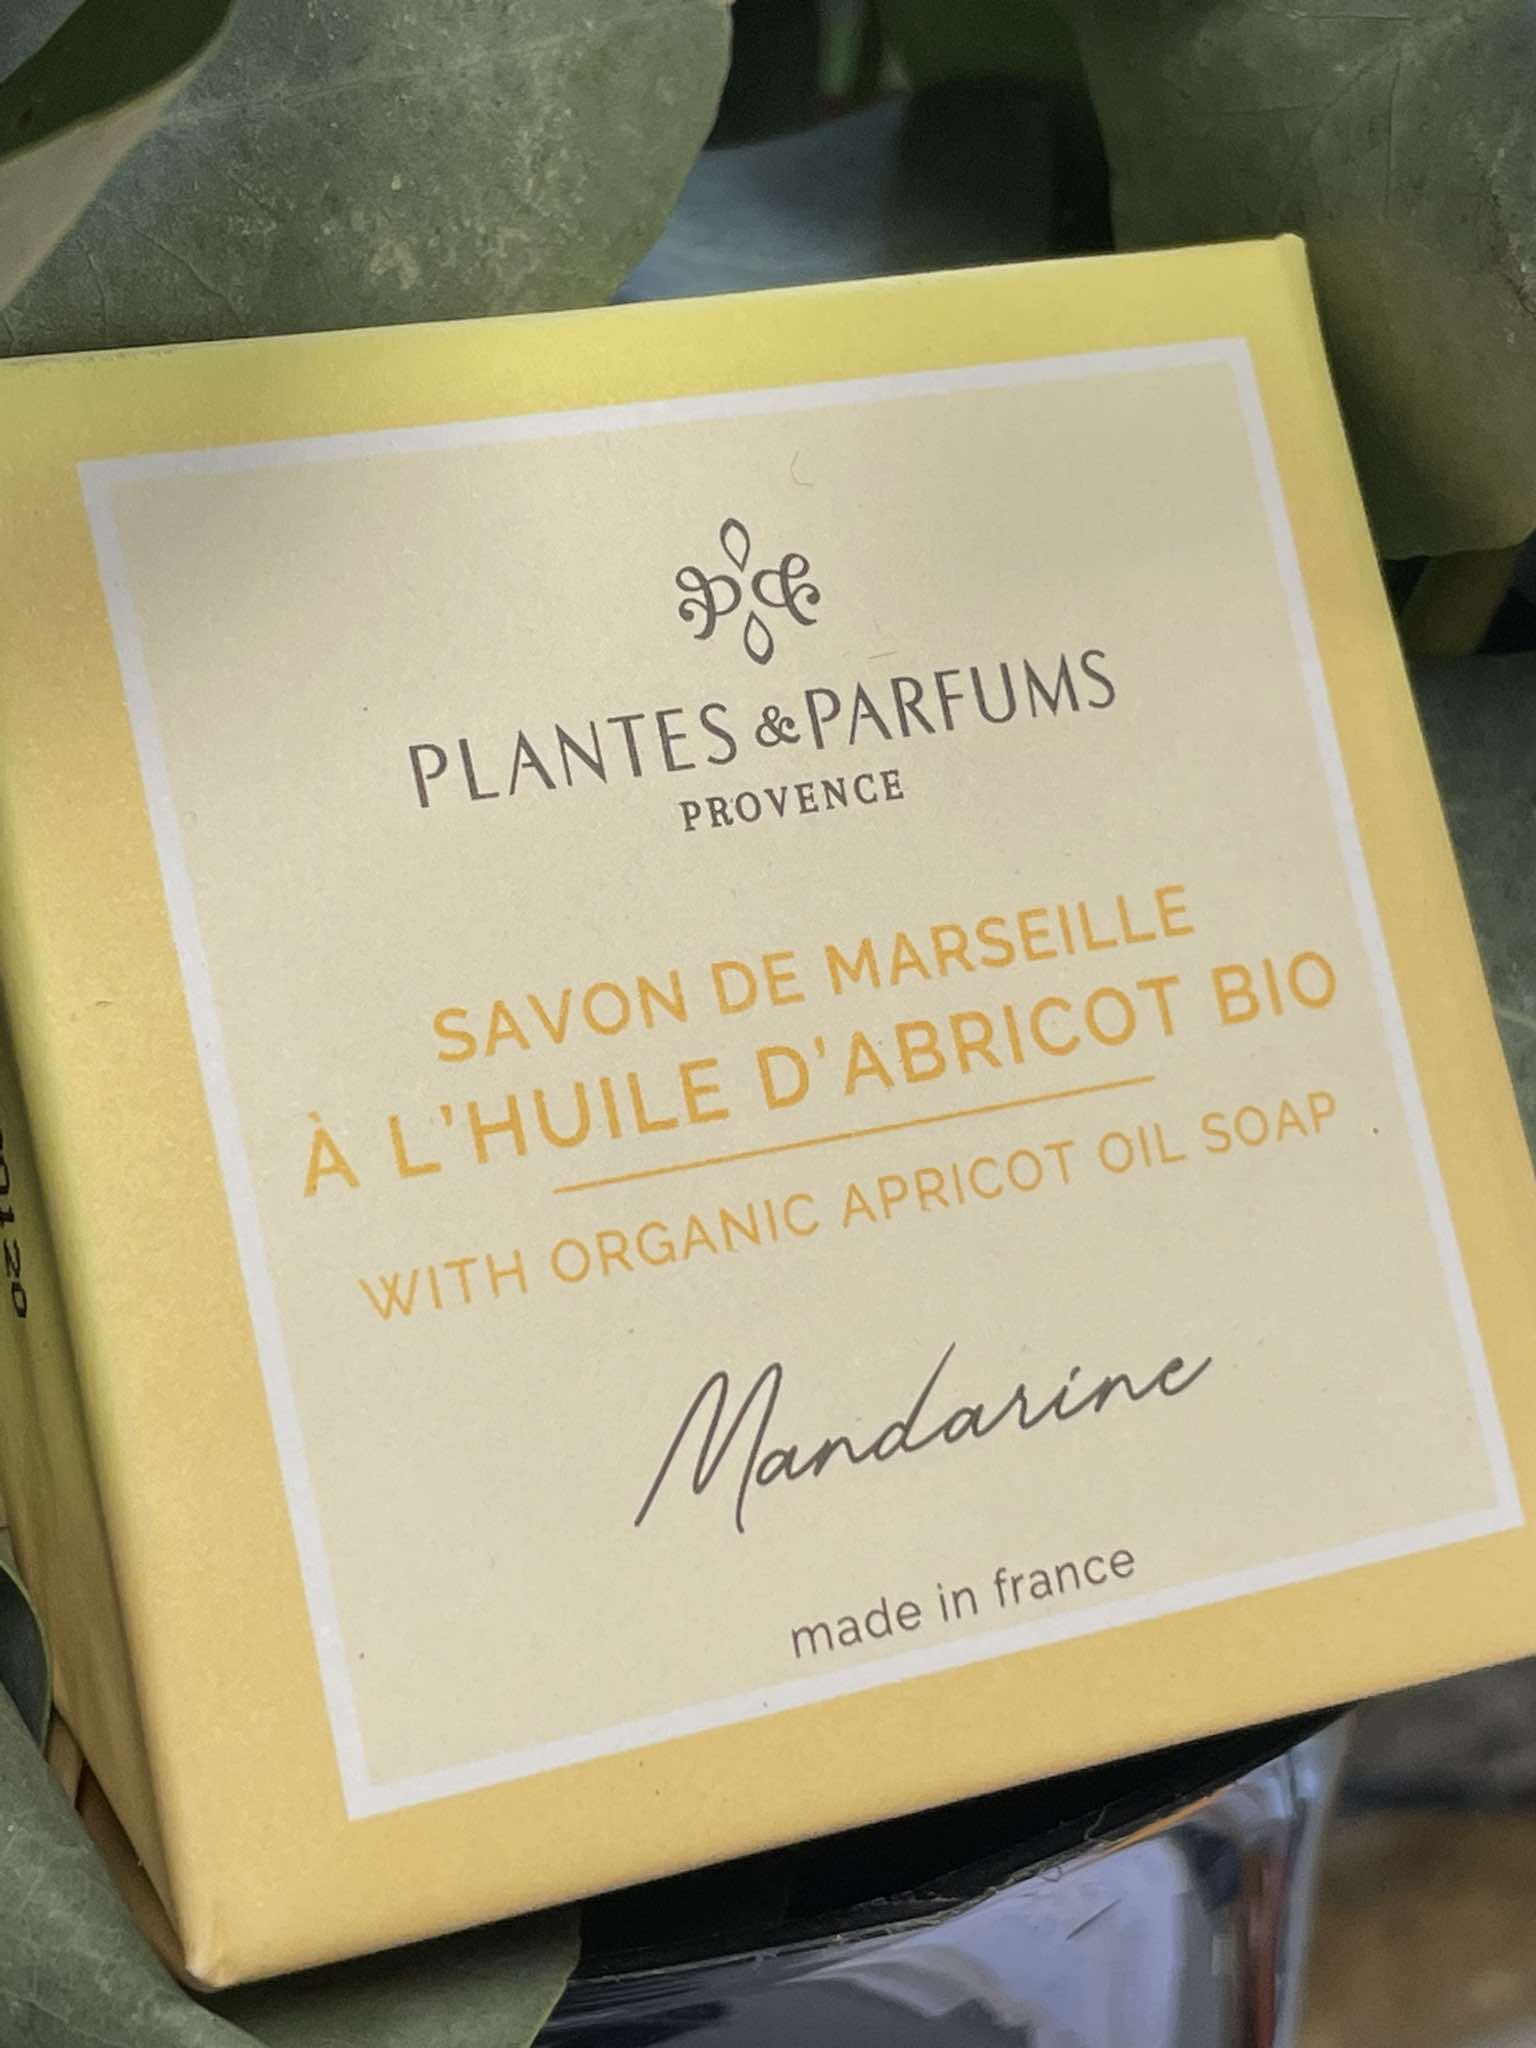 PLANTES & PARFUMS
PROVENCE
SAVON DE MARSEILLE
À L'HUILE D'ABRICOT BIO
WITH ORGANIC APRICOT OIL SOAP
Mandarine
made in france